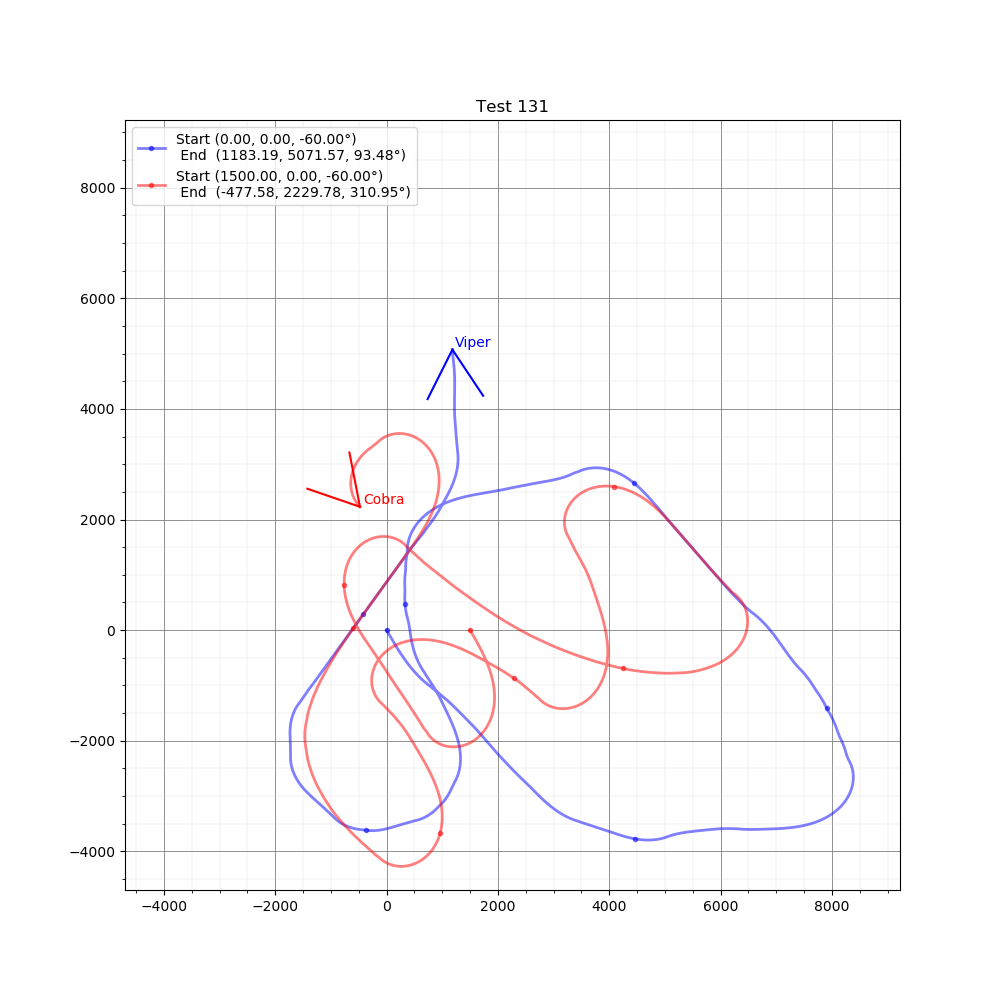 Test 131
Start (0.00, 0.00, -60.00°)
End  (1183.19, 5071.57, 93.48°)
Start (1500.00, 0.00, -60.00°)
End  (-477.58, 2229.78, 310.95°)
8000
6000
4000
2000
0
−2000
−4000
Viper
Cobra
−4000 −2000 0 2000 4000 6000 8000